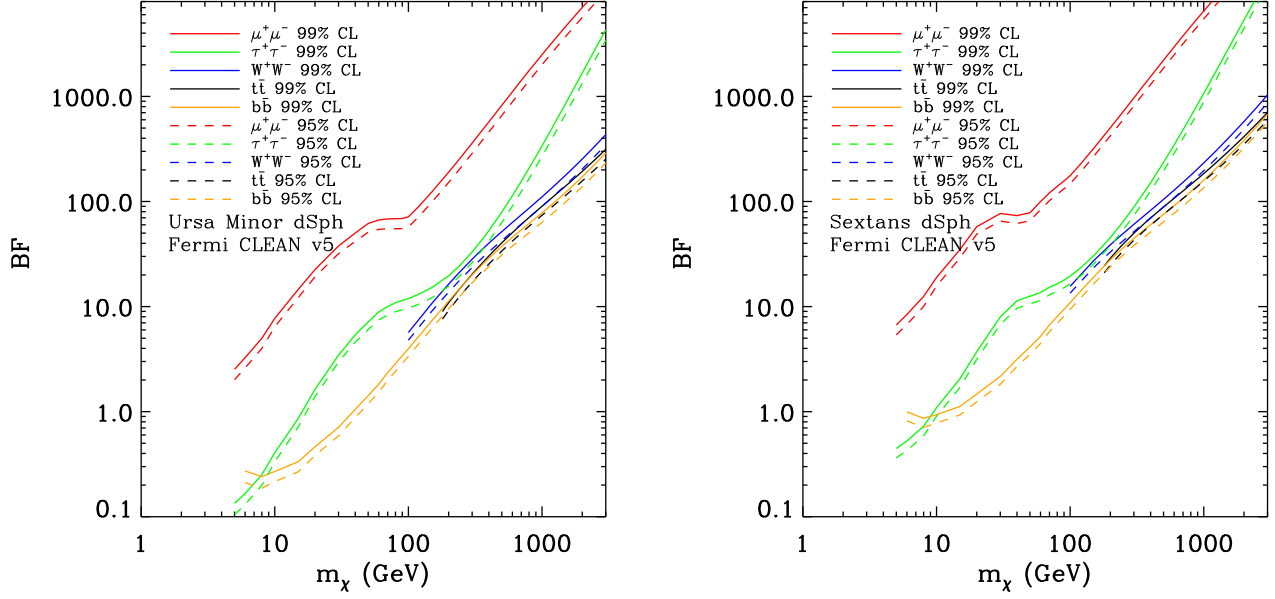 μ⁺μ⁻ 99% CL
τ⁺τ⁻ 99% CL
W⁺W⁻ 99% CL
tt̄ 99% CL
bb̄ 99% CL
μ⁺μ⁻ 95% CL
τ⁺τ⁻ 95% CL
W⁺W⁻ 95% CL
tt̄ 95% CL
bb̄ 95% CL
Ursa Minor dSph
Fermi CLEAN v5
BF
1000.0
100.0
10.0
1.0
0.1
1 10 100 1000
m_χ (GeV)
μ⁺μ⁻ 99% CL
τ⁺τ⁻ 99% CL
W⁺W⁻ 99% CL
tt̄ 99% CL
bb̄ 99% CL
μ⁺μ⁻ 95% CL
τ⁺τ⁻ 95% CL
W⁺W⁻ 95% CL
tt̄ 95% CL
bb̄ 95% CL
Sextans dSph
Fermi CLEAN v5
BF
1000.0
100.0
10.0
1.0
0.1
1 10 100 1000
m_χ (GeV)